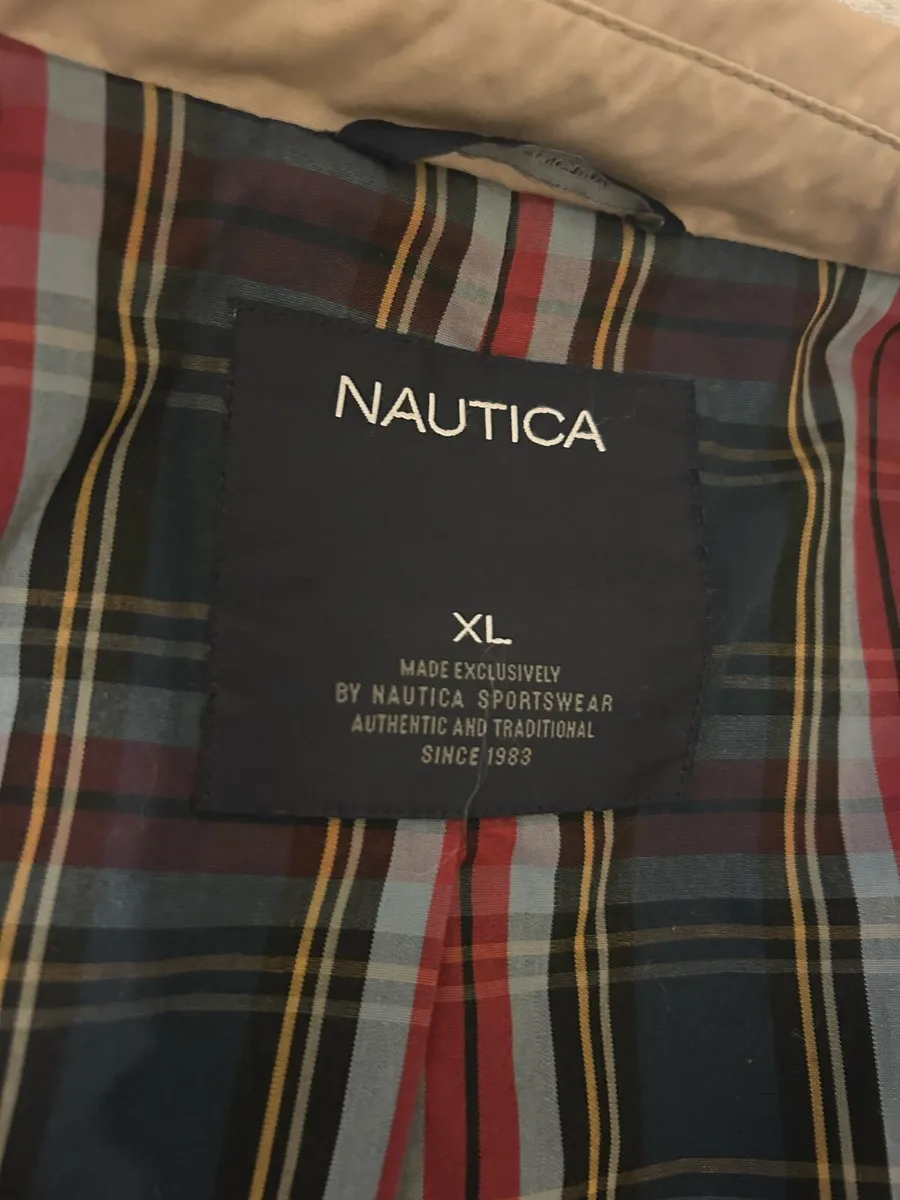 NAUTICA
XL
MADE EXCLUSIVELY
BY NAUTICA SPORTSWEAR
AUTHENTIC AND TRADITIONAL
SINCE 1983